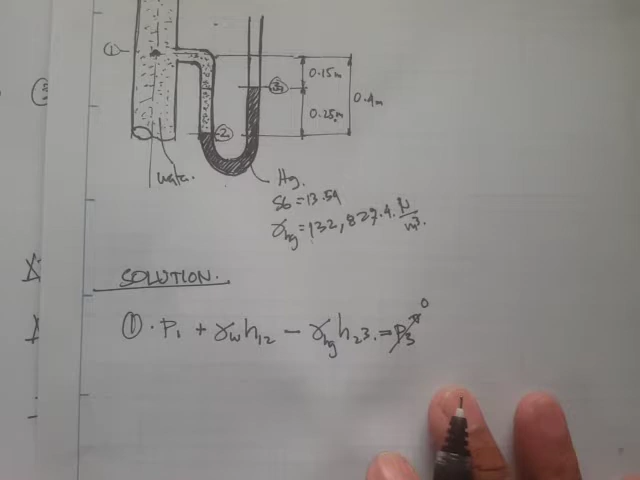 ①
0.15m
③
0.4m
0.25m
②
water.
Hg.
SG = 13.54
γHg = 132,827.4 N/m³.
SOLUTION.
①. P₁ + γw h₁₂ − γHg h₂₃. = P₃ 0